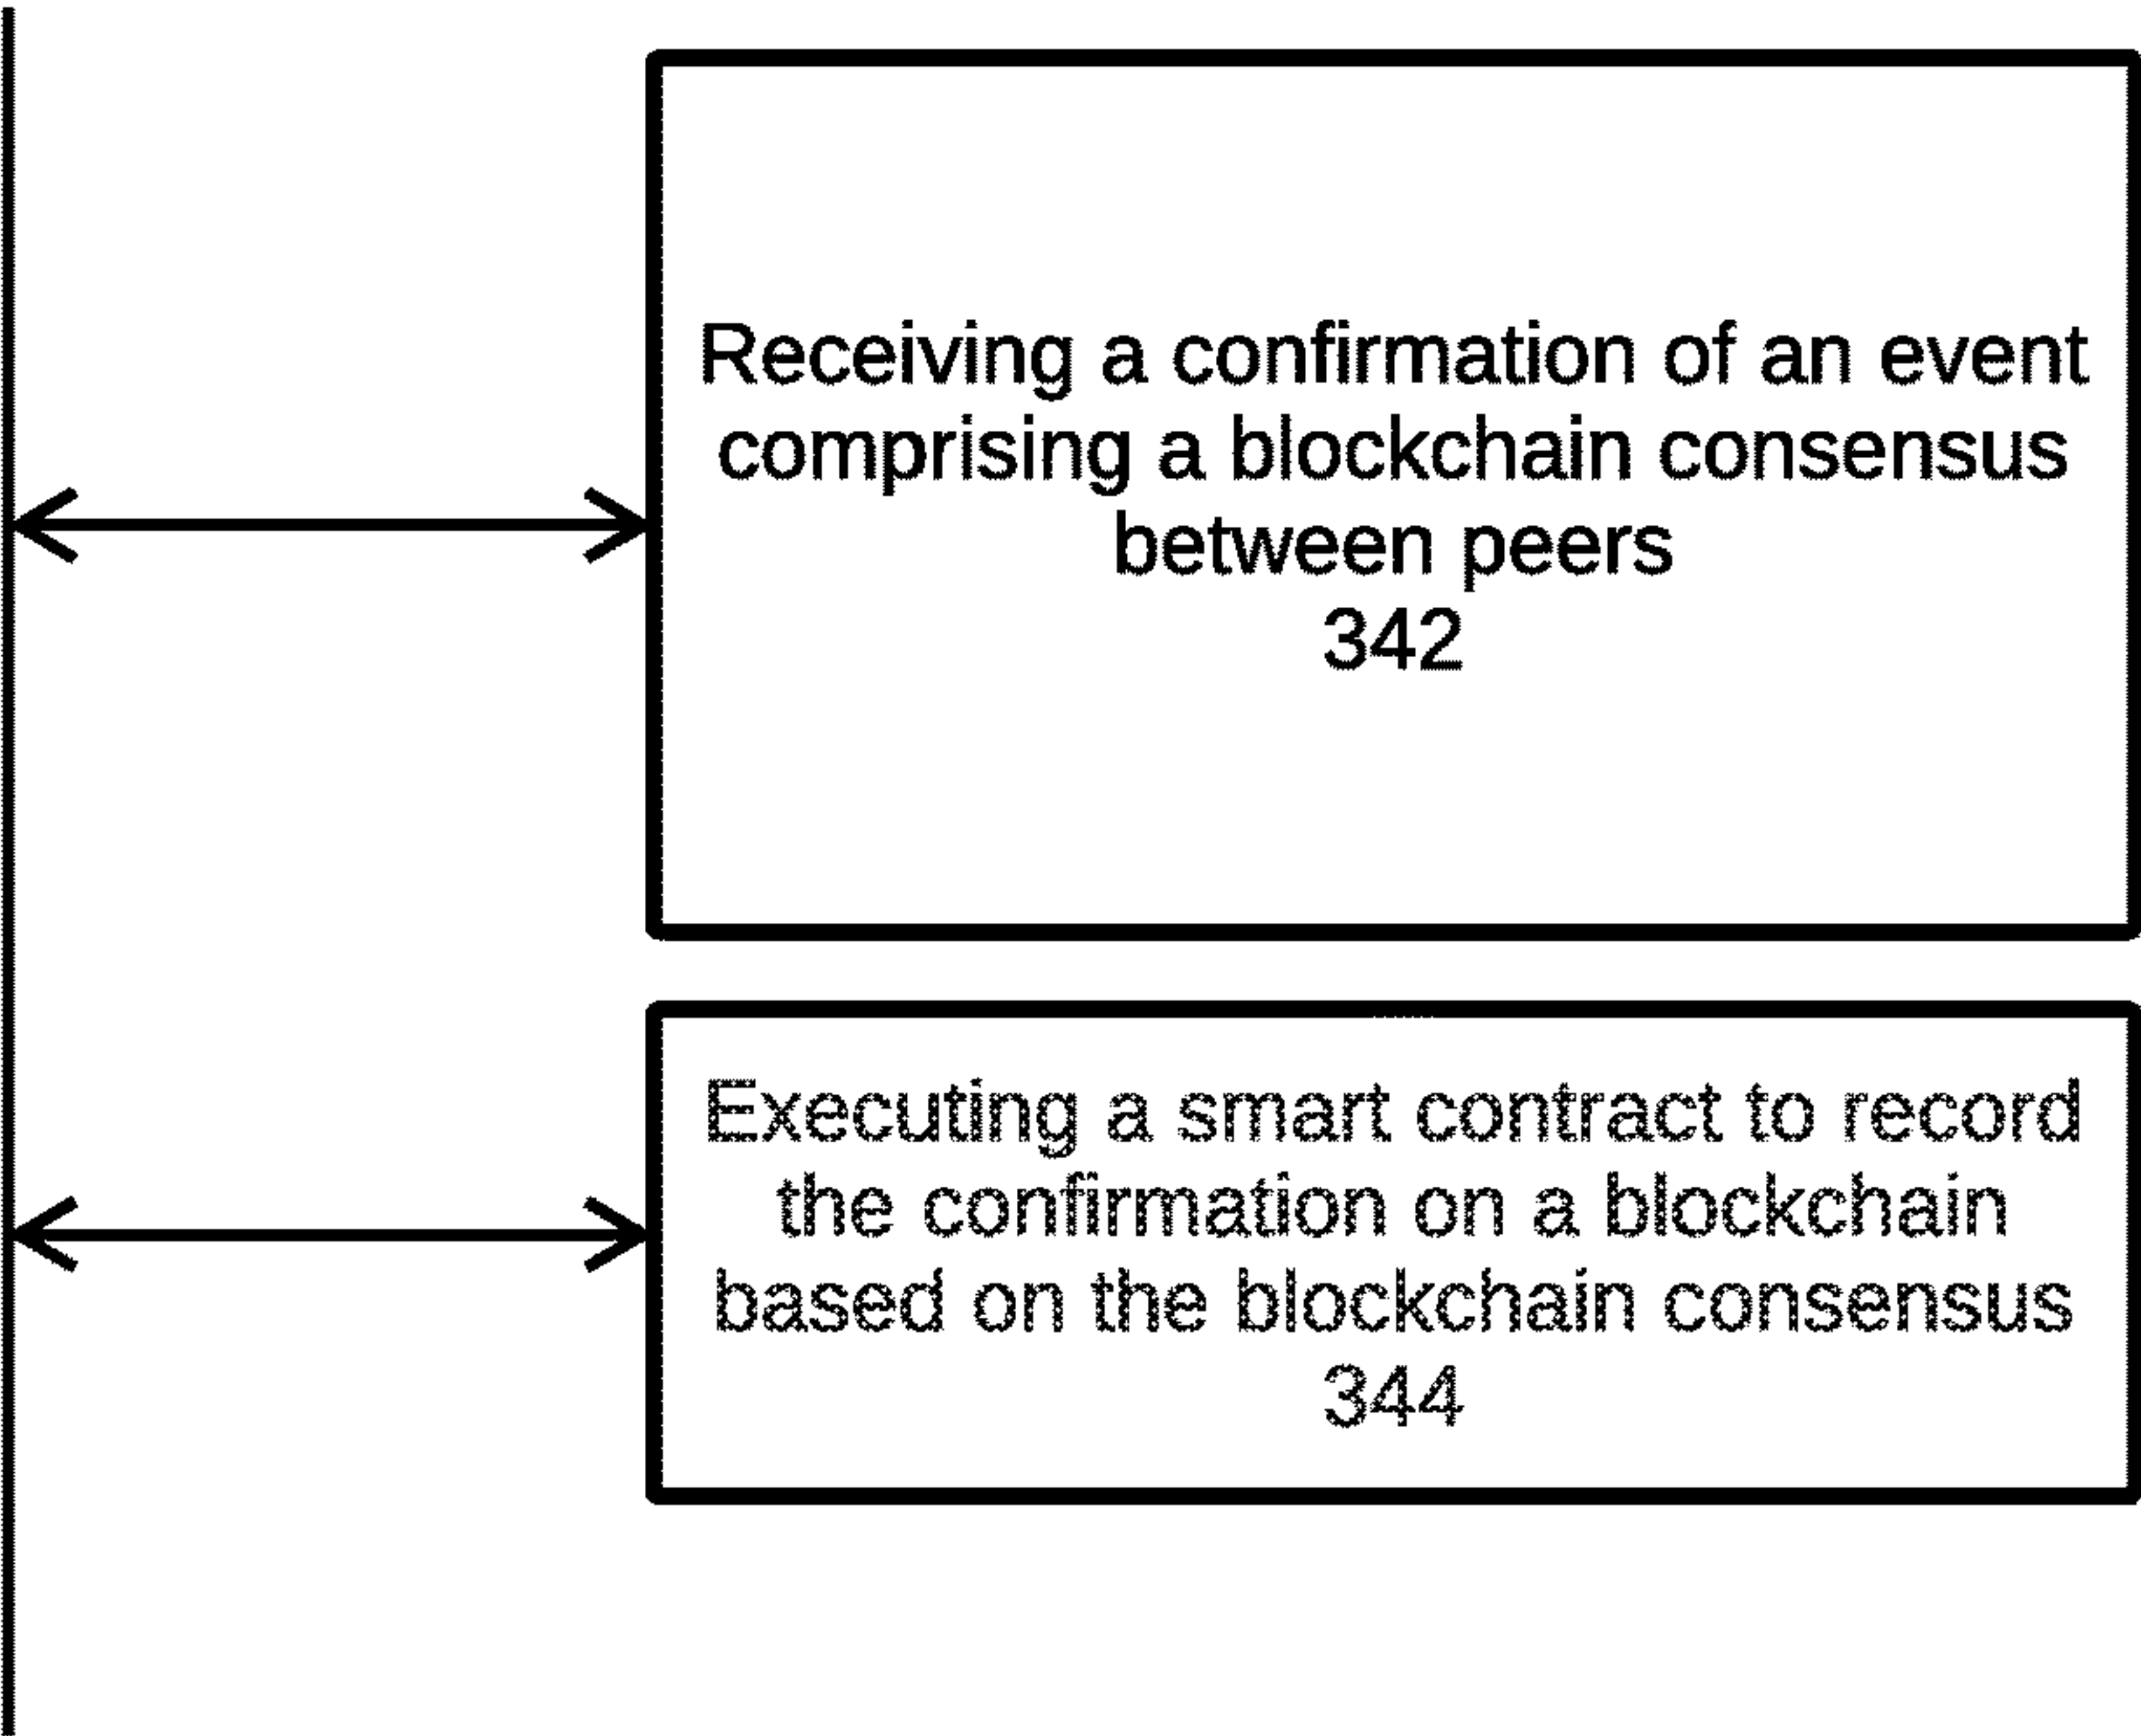 Receiving a confirmation of an event
comprising a blockchain consensus
between peers
342
Executing a smart contract to record
the confirmation on a blockchain
based on the blockchain consensus
344